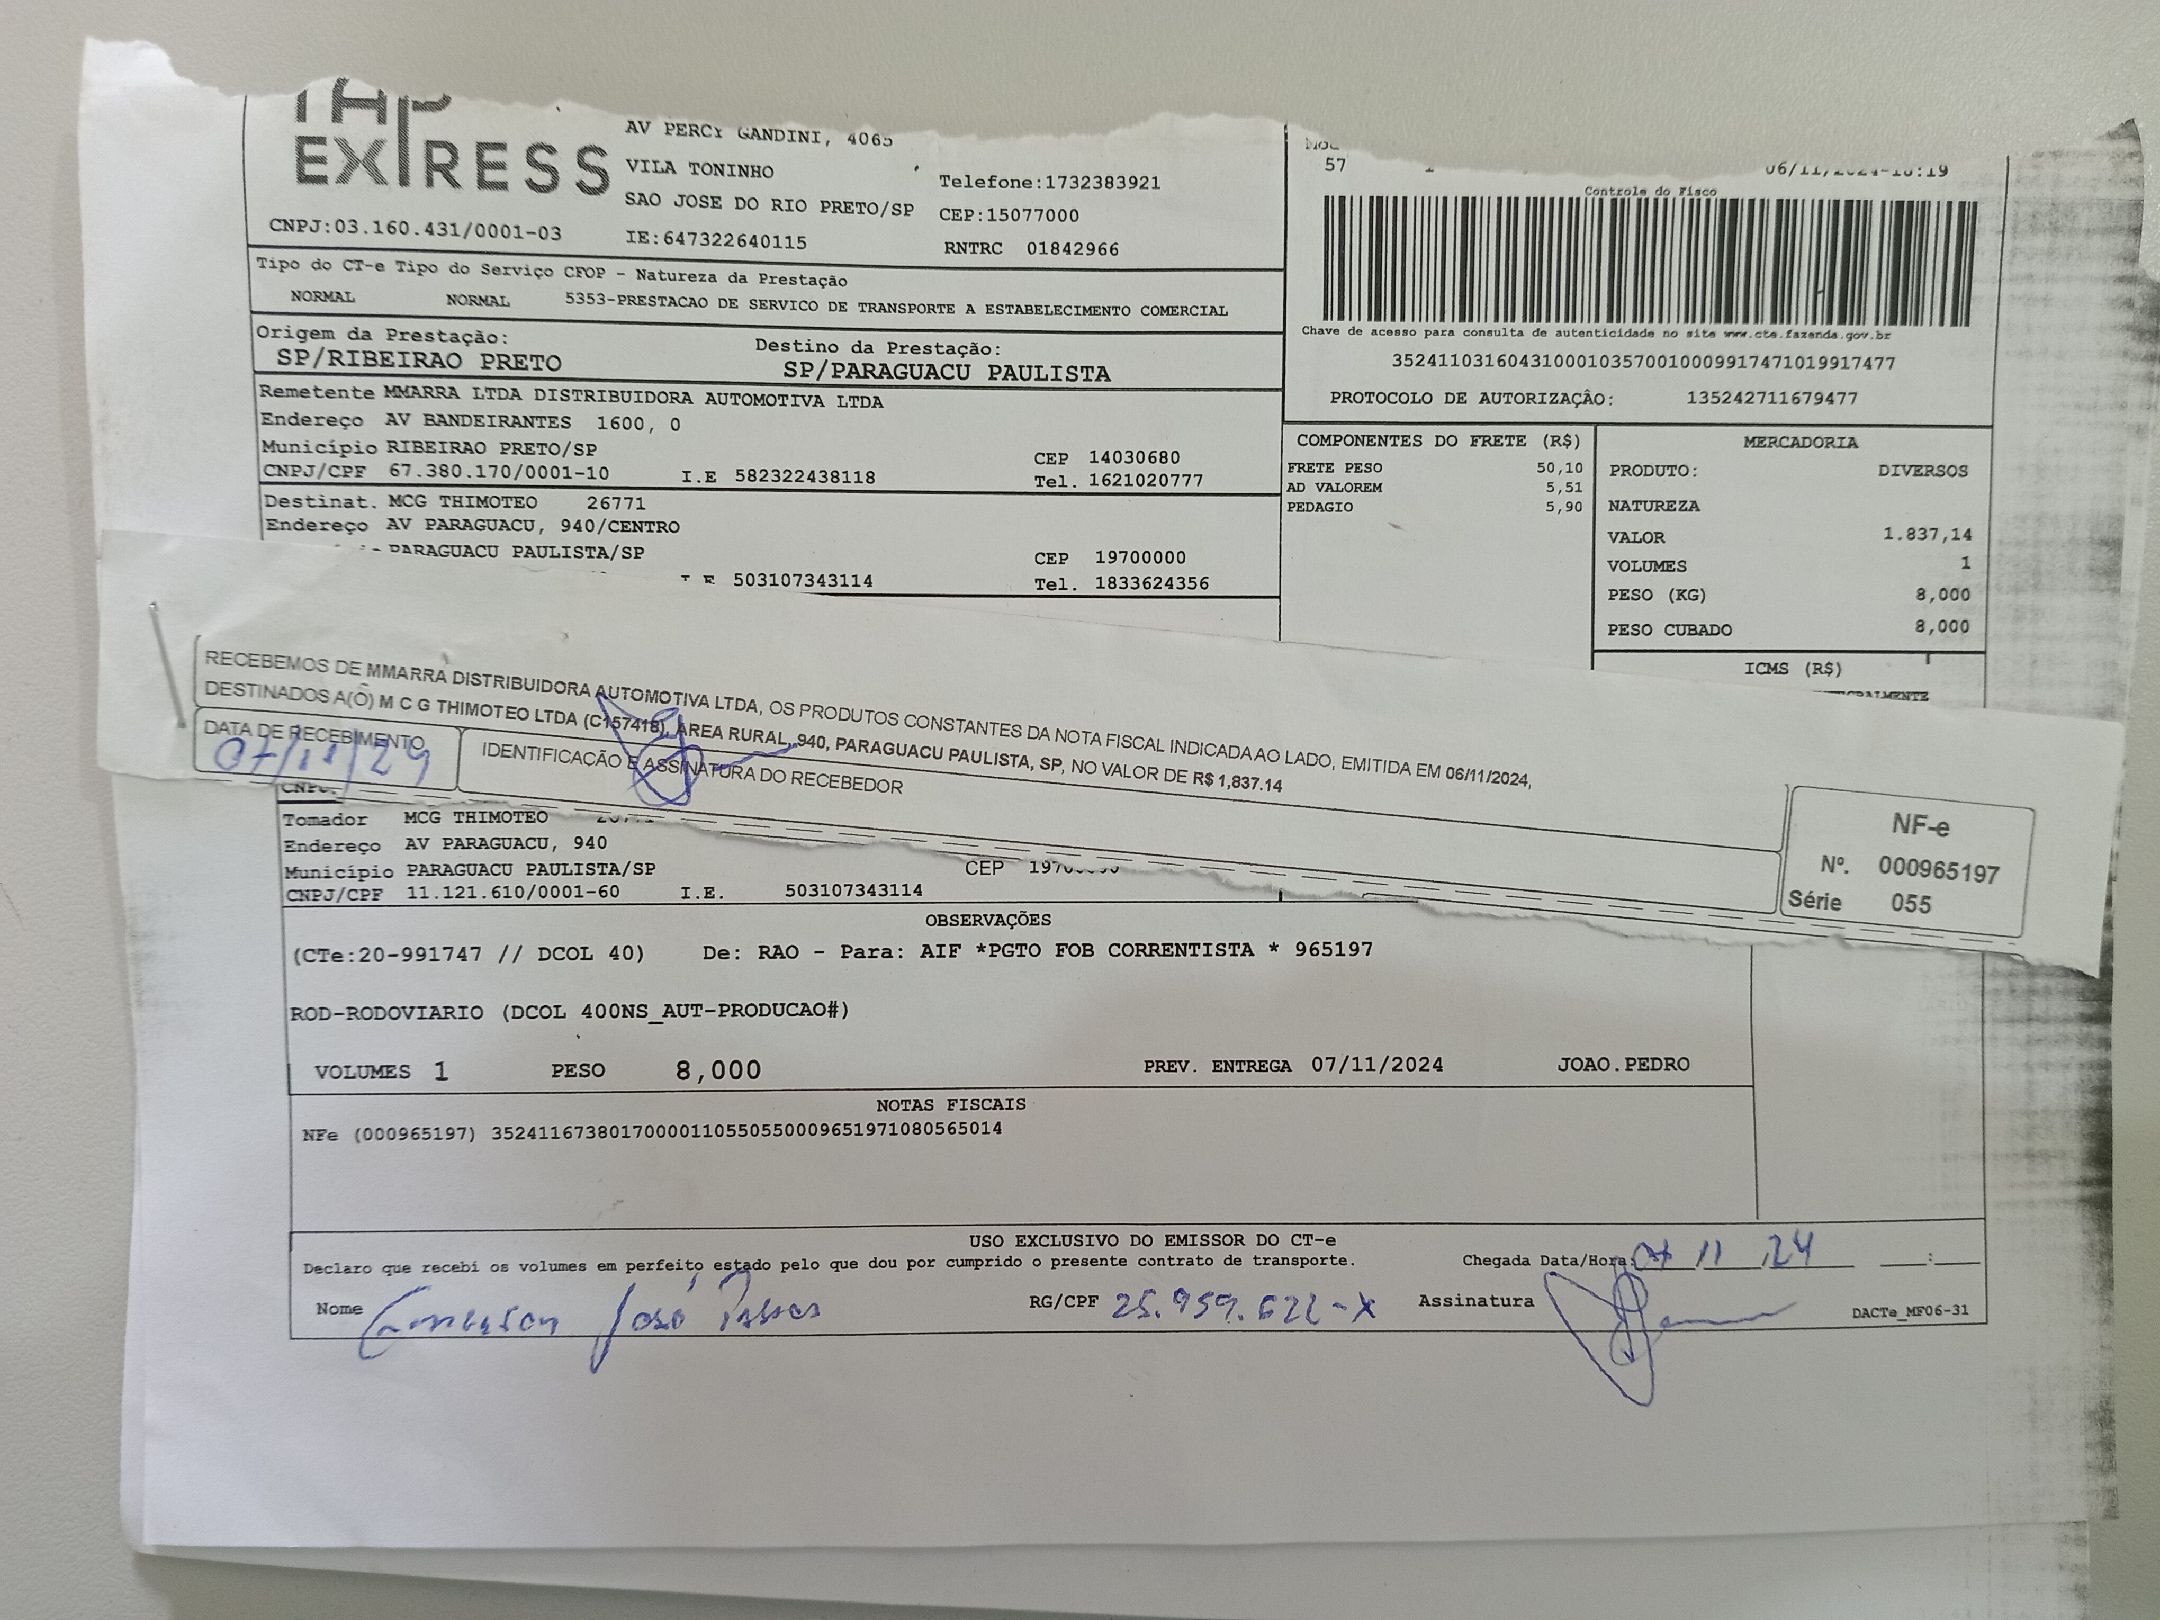 EXPRESS
AV PERCY GANDINI, 4065
VILA TONINHO
SAO JOSE DO RIO PRETO/SP
Telefone:1732383921
CEP:15077000
CNPJ:03.160.431/0001-03
IE:647322640115
RNTRC 01842966
57
06/11/2024-
Controle do Fisco
Chave de acesso para consulta de autenticidade no site www.cte.fazenda.gov.br
35241103160431000103570010009917471019917477
PROTOCOLO DE AUTORIZAÇÂO: 135242711679477
Tipo do CT-e Tipo do Serviço CFOP - Natureza da Prestação
NORMAL NORMAL 5353-PRESTACAO DE SERVICO DE TRANSPORTE A ESTABELECIMENTO COMERCIAL
Origem da Prestação:
SP/RIBEIRAO PRETO
Destino da Prestação:
SP/PARAGUACU PAULISTA
Remetente MMARRA LTDA DISTRIBUIDORA AUTOMOTIVA LTDA
Endereço AV BANDEIRANTES 1600, 0
Município RIBEIRAO PRETO/SP CEP 14030680
CNPJ/CPF 67.380.170/0001-10 I.E 582322438118 Tel. 1621020777
Destinat. MCG THIMOTEO 26771
Endereço AV PARAGUACU, 940/CENTRO
PARAGUACU PAULISTA/SP CEP 19700000
503107343114 Tel. 1833624356
COMPONENTES DO FRETE (R$)
FRETE PESO 50,10
AD VALOREM 5,51
PEDAGIO 5,90
MERCADORIA
PRODUTO: DIVERSOS
NATUREZA
VALOR 1.837,14
VOLUMES 1
PESO (KG) 8,000
PESO CUBADO 8,000
ICMS (R$)
RECEBEMOS DE MMARRA DISTRIBUIDORA AUTOMOTIVA LTDA, OS PRODUTOS CONSTANTES DA NOTA FISCAL INDICADA AO LADO, EMITIDA EM 06/11/2024,
DESTINADOS A(Ô) M C G THIMOTEO LTDA (C157418), AREA RURAL, 940, PARAGUACU PAULISTA, SP, NO VALOR DE R$ 1,837.14
DATA DE RECEBIMENTO
07/11/24
IDENTIFICAÇÃO E ASSINATURA DO RECEBEDOR
NF-e
Nº. 000965197
Série 055
Tomador MCG THIMOTEO
Endereço AV PARAGUACU, 940
Município PARAGUACU PAULISTA/SP CEP
CNPJ/CPF 11.121.610/0001-60 I.E. 503107343114
OBSERVAÇÕES
(CTe:20-991747 // DCOL 40) De: RAO - Para: AIF *PGTO FOB CORRENTISTA * 965197
ROD-RODOVIARIO (DCOL 400NS_AUT-PRODUCAO#)
VOLUMES 1 PESO 8,000 PREV. ENTREGA 07/11/2024 JOAO.PEDRO
NOTAS FISCAIS
NFe (000965197) 35241167380170000110550550009651971080565014
USO EXCLUSIVO DO EMISSOR DO CT-e
Declaro que recebi os volumes em perfeito estado pelo que dou por cumprido o presente contrato de transporte. Chegada Data/Hora: 07 11 24 :
Nome Emerson José RG/CPF 25.959.622-X Assinatura DACTe_MF06-31